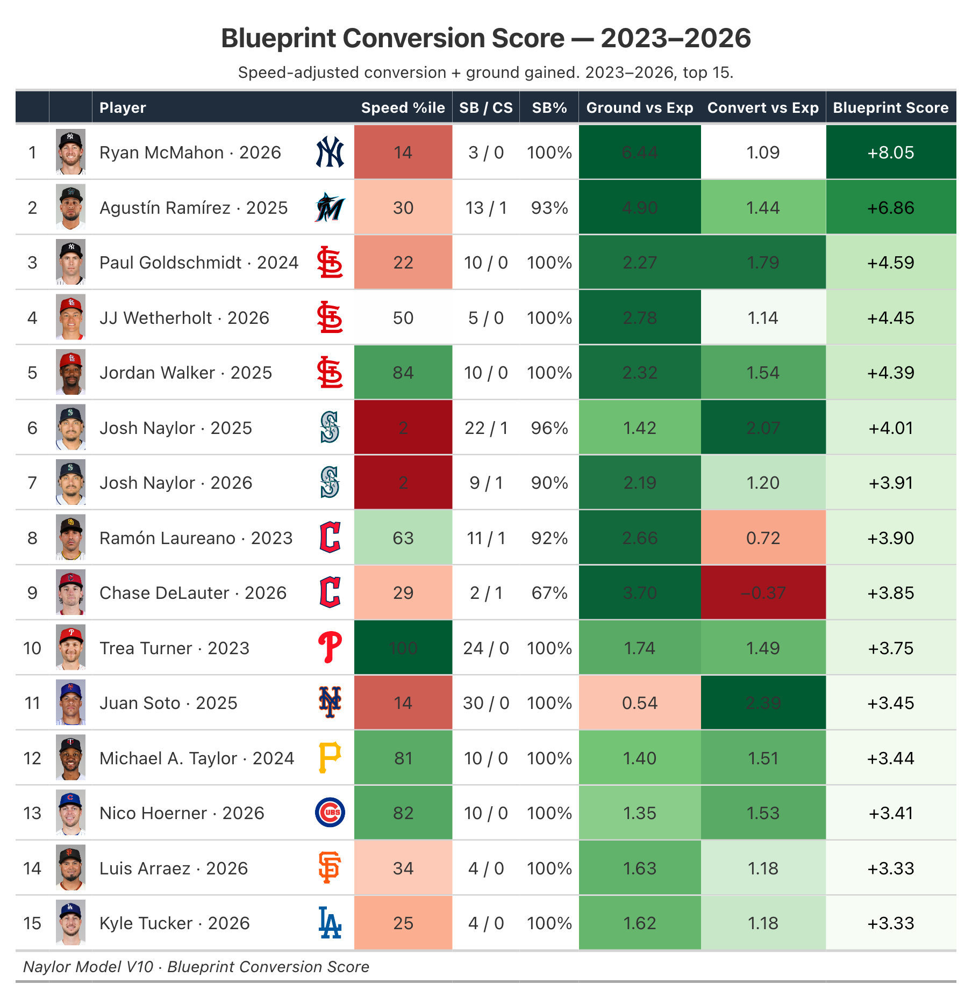 Blueprint Conversion Score — 2023–2026
Speed-adjusted conversion + ground gained. 2023–2026, top 15.
Player Speed %ile SB / CS SB% Ground vs Exp Convert vs Exp Blueprint Score
1 Ryan McMahon · 2026 14 3 / 0 100% 6.44 1.09 +8.05
2 Agustín Ramírez · 2025 30 13 / 1 93% 4.90 1.44 +6.86
3 Paul Goldschmidt · 2024 22 10 / 0 100% 2.27 1.79 +4.59
4 JJ Wetherholt · 2026 50 5 / 0 100% 2.78 1.14 +4.45
5 Jordan Walker · 2025 84 10 / 0 100% 2.32 1.54 +4.39
6 Josh Naylor · 2025 2 22 / 1 96% 1.42 2.07 +4.01
7 Josh Naylor · 2026 2 9 / 1 90% 2.19 1.20 +3.91
8 Ramón Laureano · 2023 63 11 / 1 92% 2.66 0.72 +3.90
9 Chase DeLauter · 2026 29 2 / 1 67% 3.70 −0.37 +3.85
10 Trea Turner · 2023 100 24 / 0 100% 1.74 1.49 +3.75
11 Juan Soto · 2025 14 30 / 0 100% 0.54 2.39 +3.45
12 Michael A. Taylor · 2024 81 10 / 0 100% 1.40 1.51 +3.44
13 Nico Hoerner · 2026 CUBS 82 10 / 0 100% 1.35 1.53 +3.41
14 Luis Arraez · 2026 34 4 / 0 100% 1.63 1.18 +3.33
15 Kyle Tucker · 2026 25 4 / 0 100% 1.62 1.18 +3.33
Naylor Model V10 · Blueprint Conversion Score